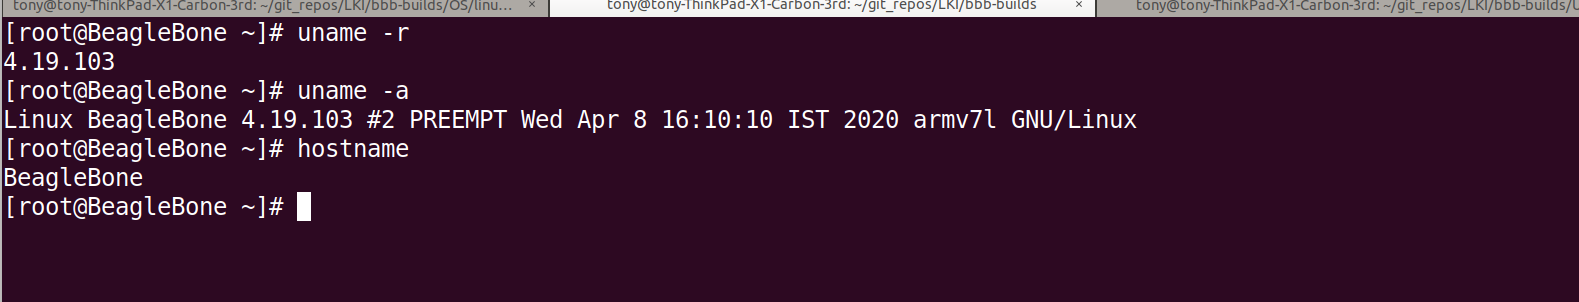 tony@tony-ThinkPad-X1-Carbon-3rd: ~/git_repos/LKI/bbb-builds/OS/linu... × tony@tony-ThinkPad-X1-Carbon-3rd: ~/git_repos/LKI/bbb-builds × tony@tony-ThinkPad-X1-Carbon-3rd: ~/git_repos/LKI/bbb-builds/U
[root@BeagleBone ~]# uname -r
4.19.103
[root@BeagleBone ~]# uname -a
Linux BeagleBone 4.19.103 #2 PREEMPT Wed Apr 8 16:10:10 IST 2020 armv7l GNU/Linux
[root@BeagleBone ~]# hostname
BeagleBone
[root@BeagleBone ~]#